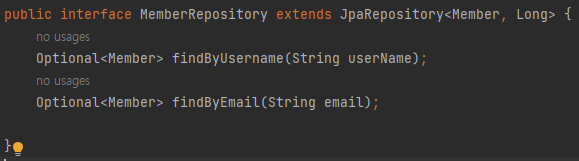 public interface MemberRepository extends JpaRepository<Member, Long> {
no usages
Optional<Member> findByUsername(String userName);
no usages
Optional<Member> findByEmail(String email);
}